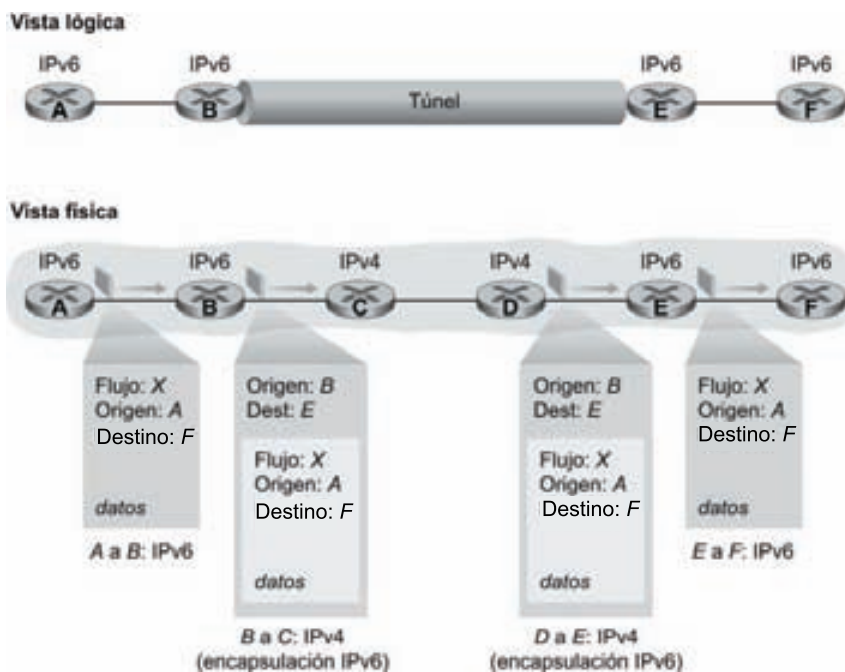 Vista lógica
IPv6 IPv6 IPv6 IPv6
A B Túnel E F
Vista física
IPv6 IPv6 IPv4 IPv4 IPv6 IPv6
A B C D E F
Flujo: X
Origen: A
Destino: F
datos
A a B: IPv6
Origen: B
Dest: E
Flujo: X
Origen: A
Destino: F
datos
B a C: IPv4
(encapsulación IPv6)
Origen: B
Dest: E
Flujo: X
Origen: A
Destino: F
datos
D a E: IPv4
(encapsulación IPv6)
Flujo: X
Origen: A
Destino: F
datos
E a F: IPv6